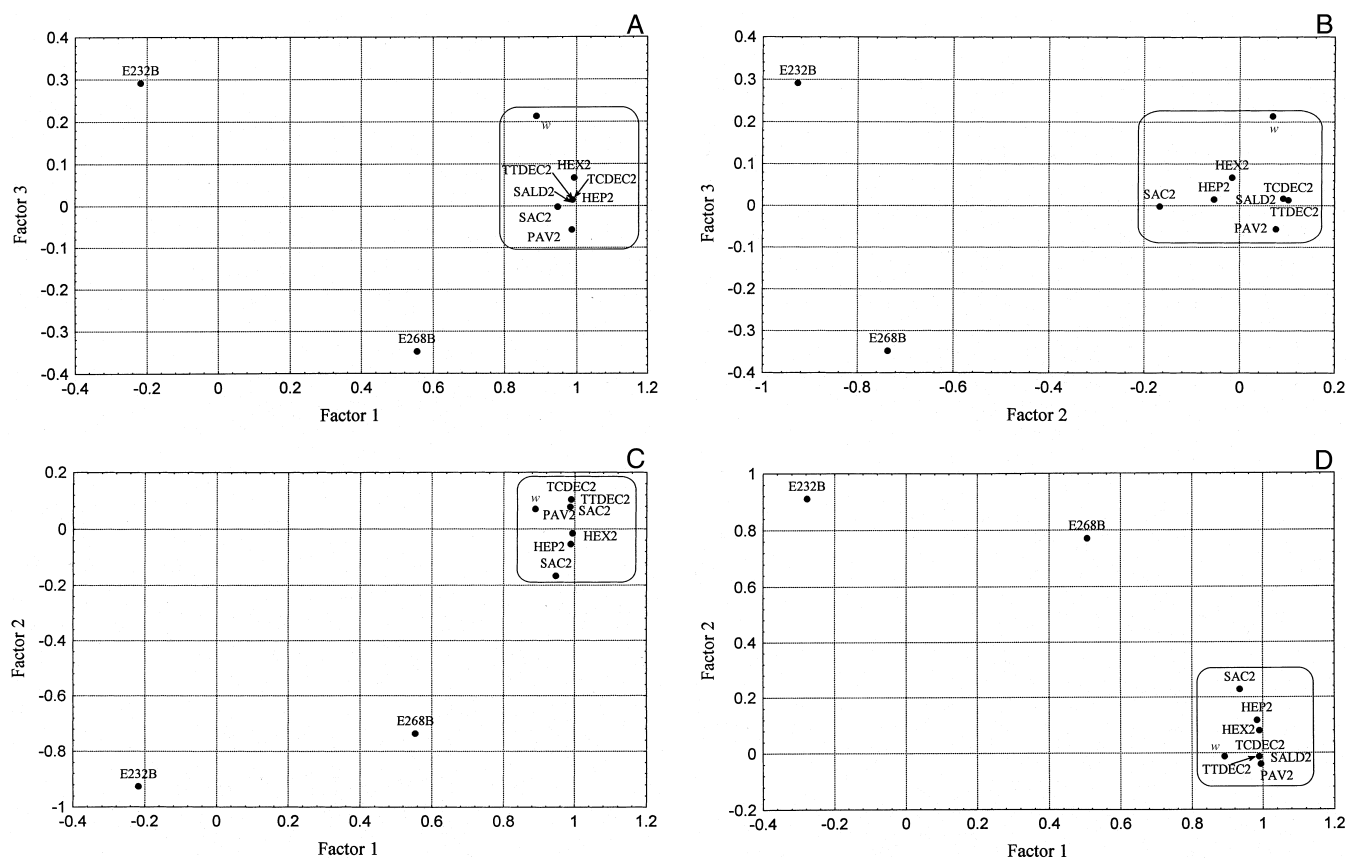 A
0.4
0.3
0.2
0.1
0
-0.1
-0.2
-0.3
-0.4
Factor 3
E232B
w
HEX2
TTDEC2
TCDEC2
SALD2
HEP2
SAC2
PAV2
E268B
-0.4 -0.2 0 0.2 0.4 0.6 0.8 1 1.2
Factor 1
B
0.4
0.3
0.2
0.1
0
-0.1
-0.2
-0.3
-0.4
Factor 3
E232B
w
HEX2
SAC2 HEP2 TCDEC2
SALD2
TTDEC2
PAV2
E268B
-1 -0.8 -0.6 -0.4 -0.2 0 0.2
Factor 2
C
0.2
0
-0.2
-0.4
-0.6
-0.8
-1
Factor 2
TCDEC2
w TTDEC2
PAV2 SAC2
HEX2
HEP2
SAC2
E268B
E232B
-0.4 -0.2 0 0.2 0.4 0.6 0.8 1 1.2
Factor 1
D
1
0.8
0.6
0.4
0.2
0
-0.2
Factor 2
E232B
E268B
SAC2
HEP2
HEX2
w TCDEC2
SALD2
TTDEC2
PAV2
-0.4 -0.2 0 0.2 0.4 0.6 0.8 1 1.2
Factor 1